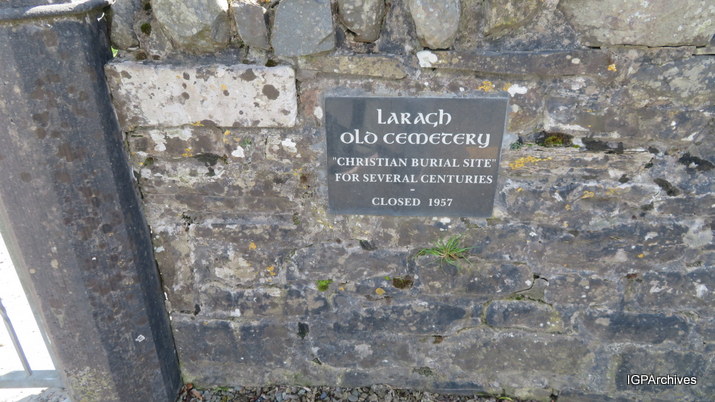 Laragh
Old Cemetery
"CHRISTIAN BURIAL SITE"
FOR SEVERAL CENTURIES
-
CLOSED 1957
IGPArchives